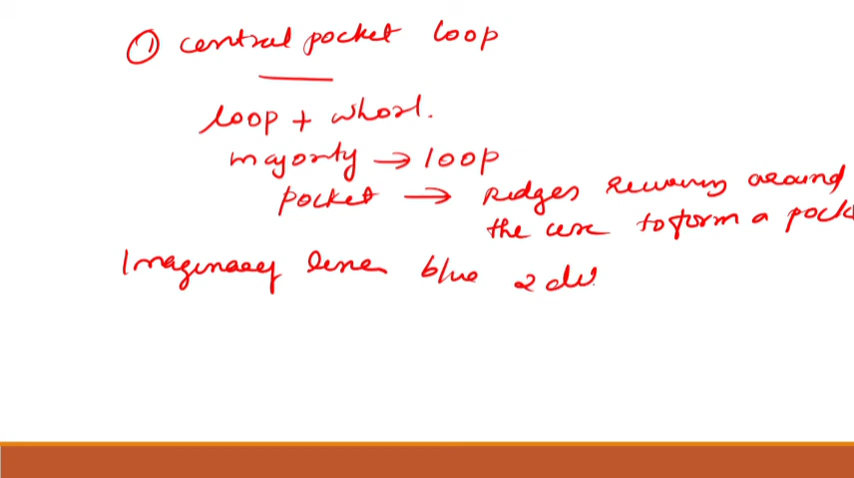 ① central pocket loop
loop + whorl.
majority → loop
pocket → Ridges recurving around
the core to form a pock
Imaginary line b/w 2 del